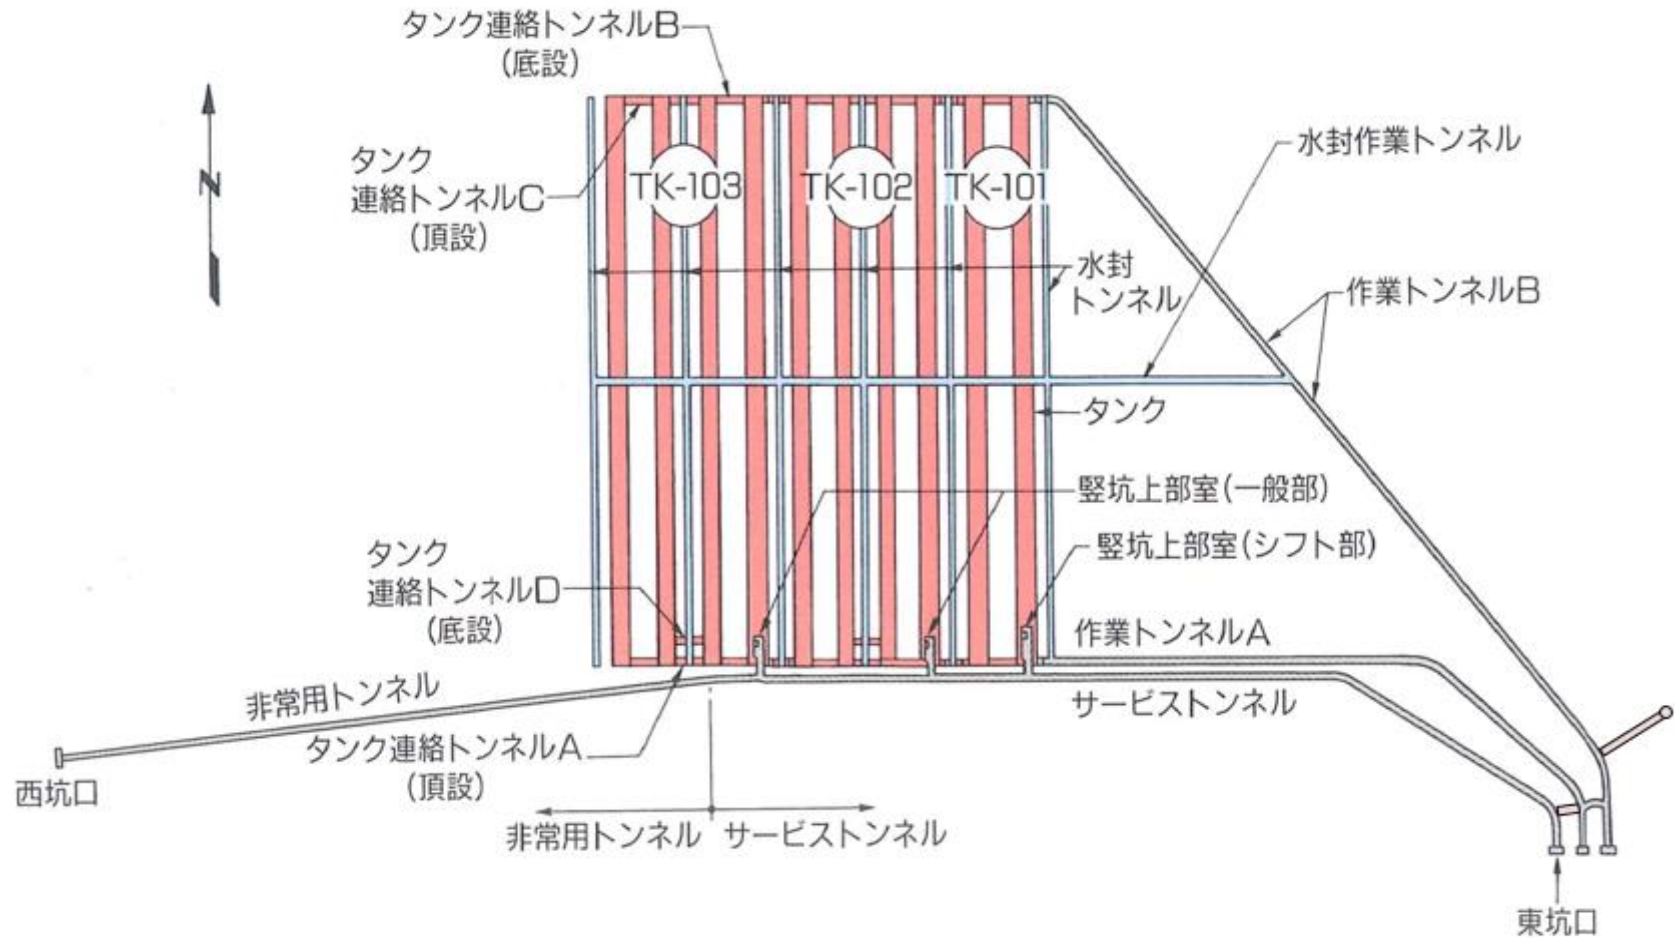 タンク連絡トンネルB
(底設)
N
水封作業トンネル
タンク
連絡トンネルC
(頂設)
TK-103
TK-102
TK-101
水封
トンネル
作業トンネルB
タンク
竪坑上部室(一般部)
竪坑上部室(シフト部)
タンク
連絡トンネルD
(底設)
作業トンネルA
非常用トンネル
サービストンネル
タンク連絡トンネルA
(頂設)
西坑口
非常用トンネル
サービストンネル
東坑口